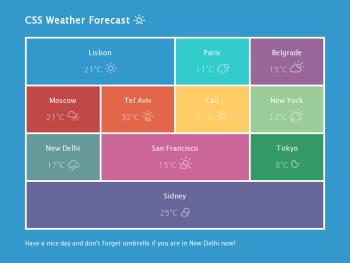 CSS Weather Forecast
Lisbon
21°C
Paris
11°C
Belgrade
15°C
Moscow
21°C
Tel Aviv
32°C
Cair
21°C
New York
17°C
New Delhi
17°C
San Francisco
15°C
Tokyo
8°C
Sidney
25°C
Have a nice day and don't forget umbrella if you are in New Delhi now!